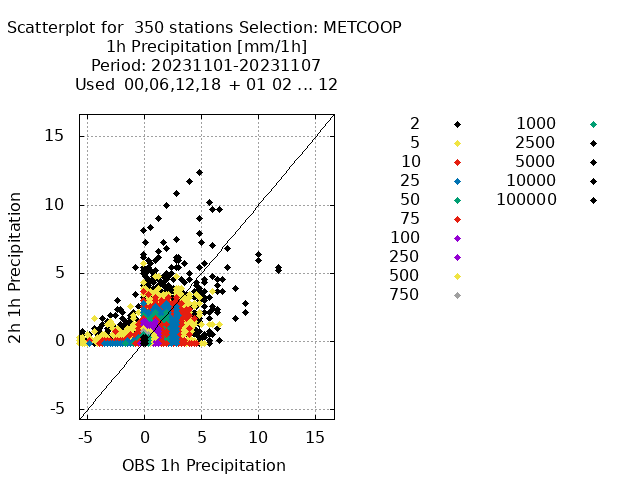 Scatterplot for  350 stations Selection: METCOOP
1h Precipitation [mm/1h]
Period: 20231101-20231107
Used  00,06,12,18 + 01 02 ... 12
2h 1h Precipitation
15
10
5
0
-5
-5 0 5 10 15
OBS 1h Precipitation
2 1000
5 2500
10 5000
25 10000
50 100000
75
100
250
500
750